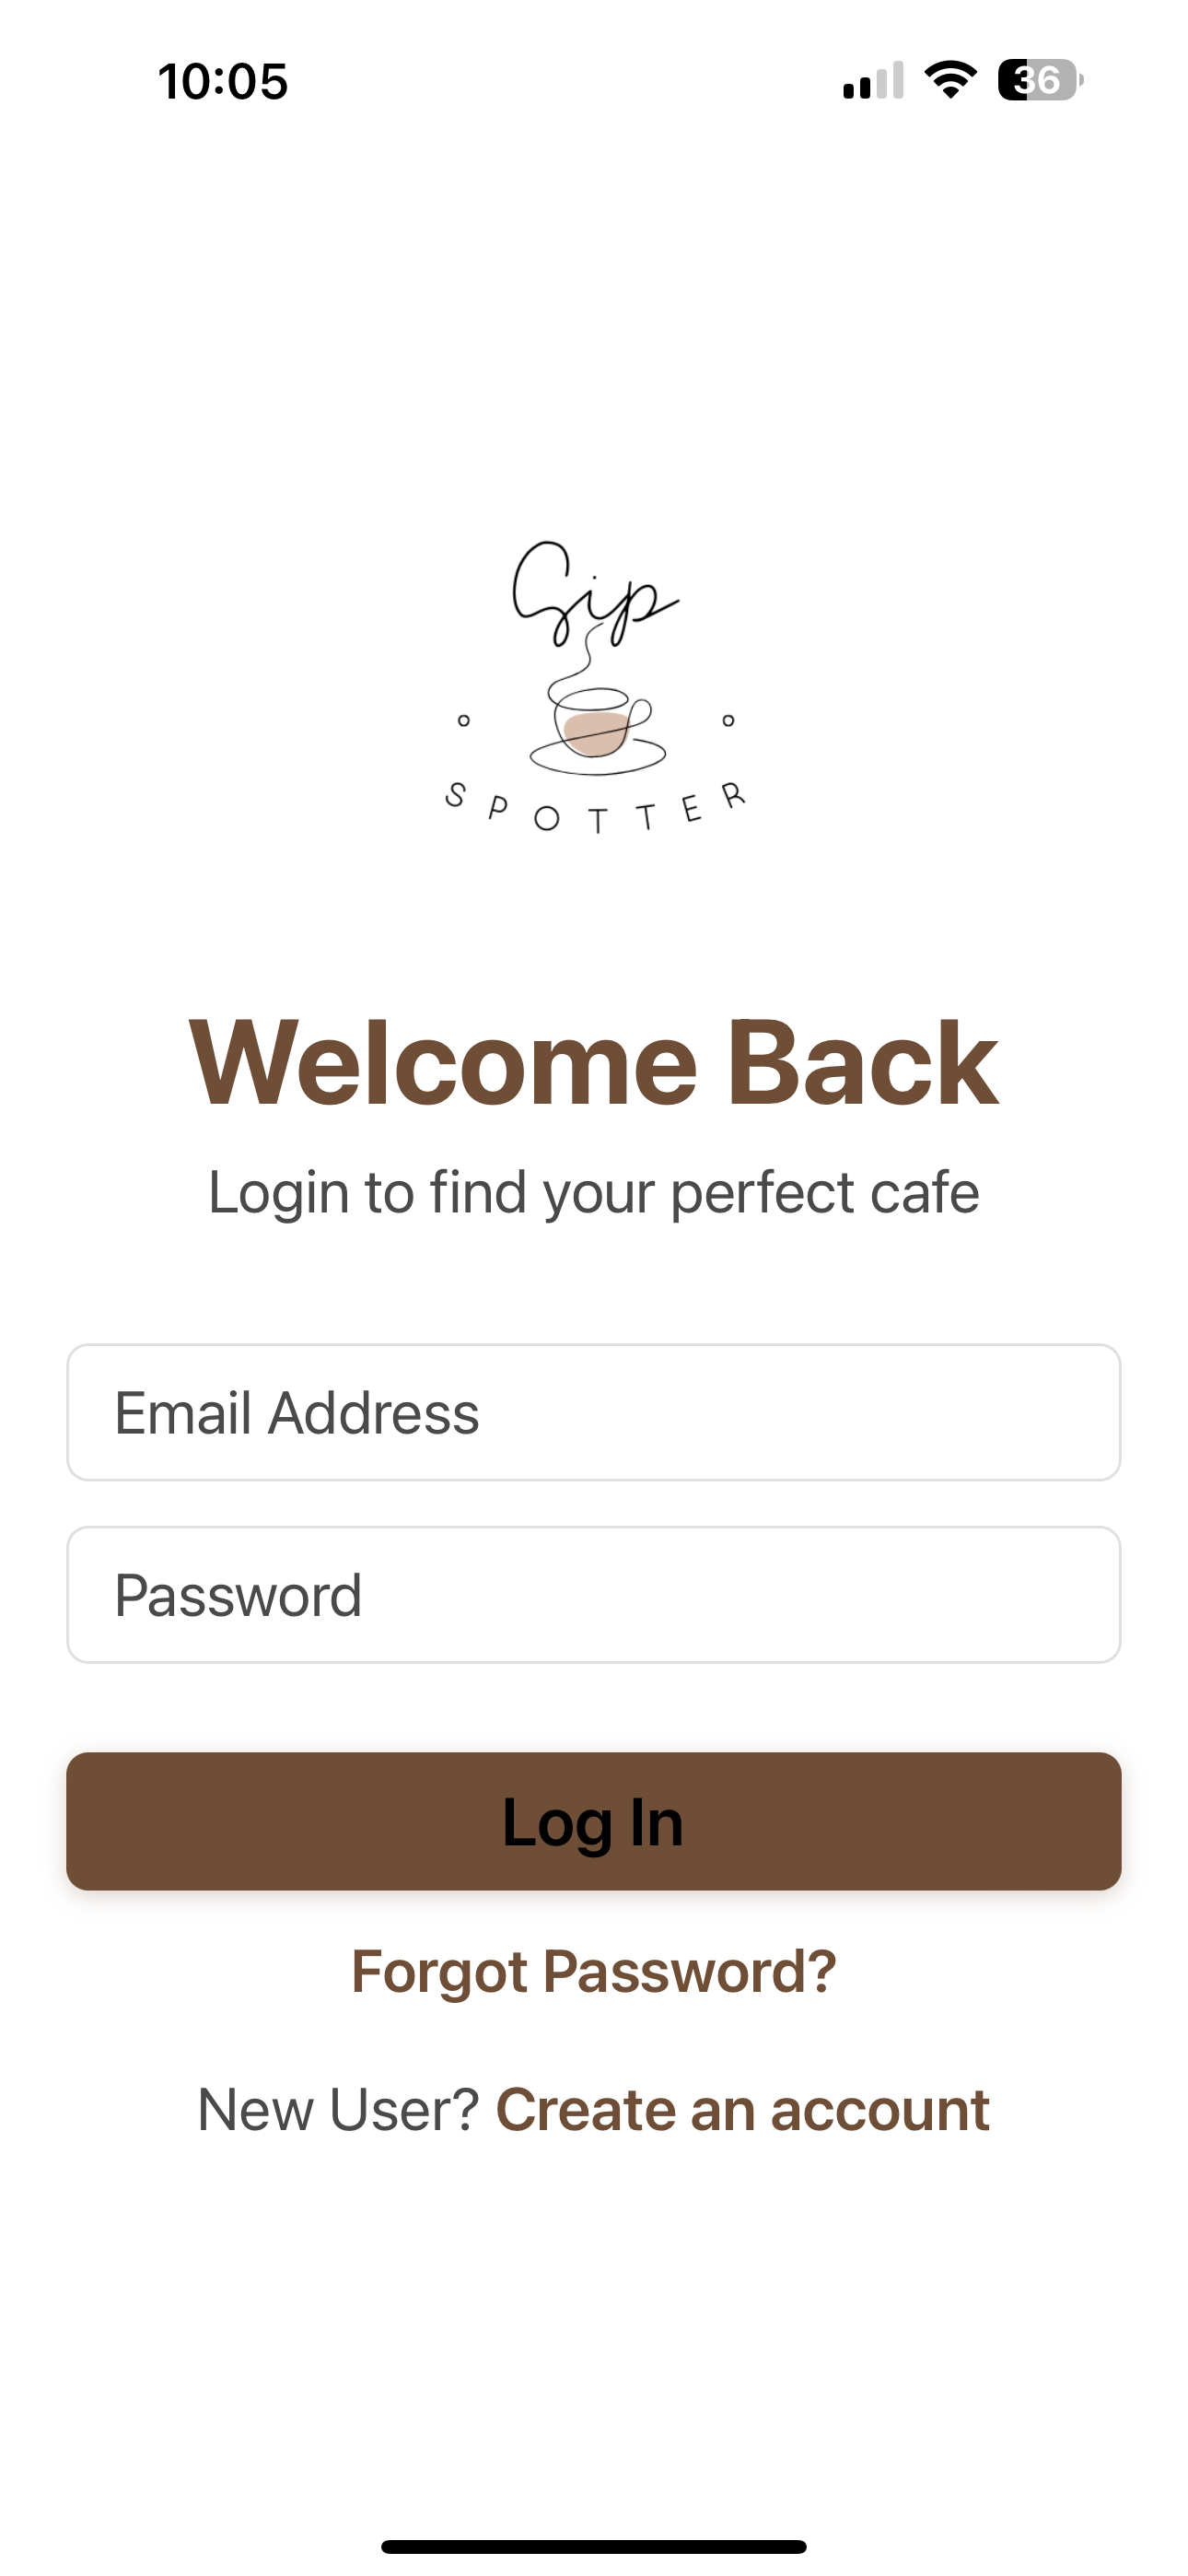 10:05
36
Sip
SPOTTER
Welcome Back
Login to find your perfect cafe
Email Address
Password
Log In
Forgot Password?
New User? Create an account